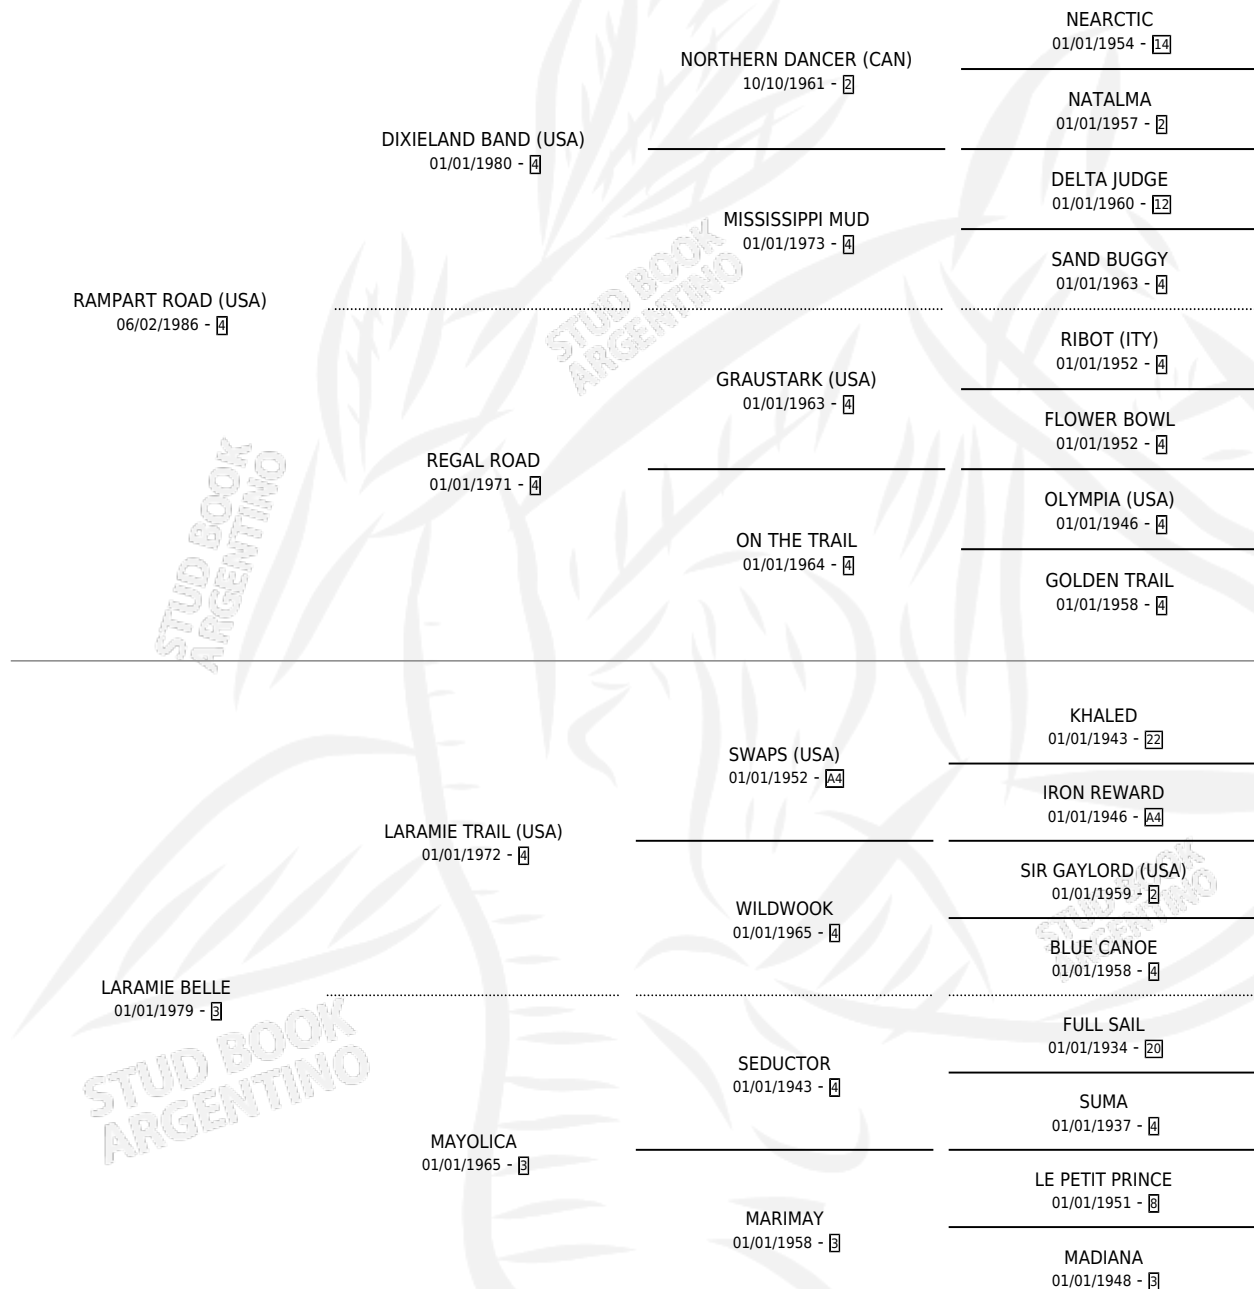 NEARCTIC
01/01/1954 - 14
NORTHERN DANCER (CAN)
10/10/1961 - 2
NATALMA
01/01/1957 - 2
DIXIELAND BAND (USA)
01/01/1980 - 4
DELTA JUDGE
01/01/1960 - 12
MISSISSIPPI MUD
01/01/1973 - 4
SAND BUGGY
01/01/1963 - 4
RAMPART ROAD (USA)
06/02/1986 - 4
RIBOT (ITY)
01/01/1952 - 4
GRAUSTARK (USA)
01/01/1963 - 4
FLOWER BOWL
01/01/1952 - 4
REGAL ROAD
01/01/1971 - 4
OLYMPIA (USA)
01/01/1946 - 4
ON THE TRAIL
01/01/1964 - 4
GOLDEN TRAIL
01/01/1958 - 4
KHALED
01/01/1943 - 22
SWAPS (USA)
01/01/1952 - A4
IRON REWARD
01/01/1946 - A4
LARAMIE TRAIL (USA)
01/01/1972 - 4
SIR GAYLORD (USA)
01/01/1959 - 2
WILDWOOK
01/01/1965 - 4
BLUE CANOE
01/01/1958 - 4
LARAMIE BELLE
01/01/1979 - 3
FULL SAIL
01/01/1934 - 20
SEDUCTOR
01/01/1943 - 4
SUMA
01/01/1937 - 4
MAYOLICA
01/01/1965 - 3
LE PETIT PRINCE
01/01/1951 - 8
MARIMAY
01/01/1958 - 3
MADIANA
01/01/1948 - 3
STUD BOOK
ARGENTINO
STUD BOOK
ARGENTINO
STUD BOOK
ARGENTINO
STUD BOOK
ARGENTINO